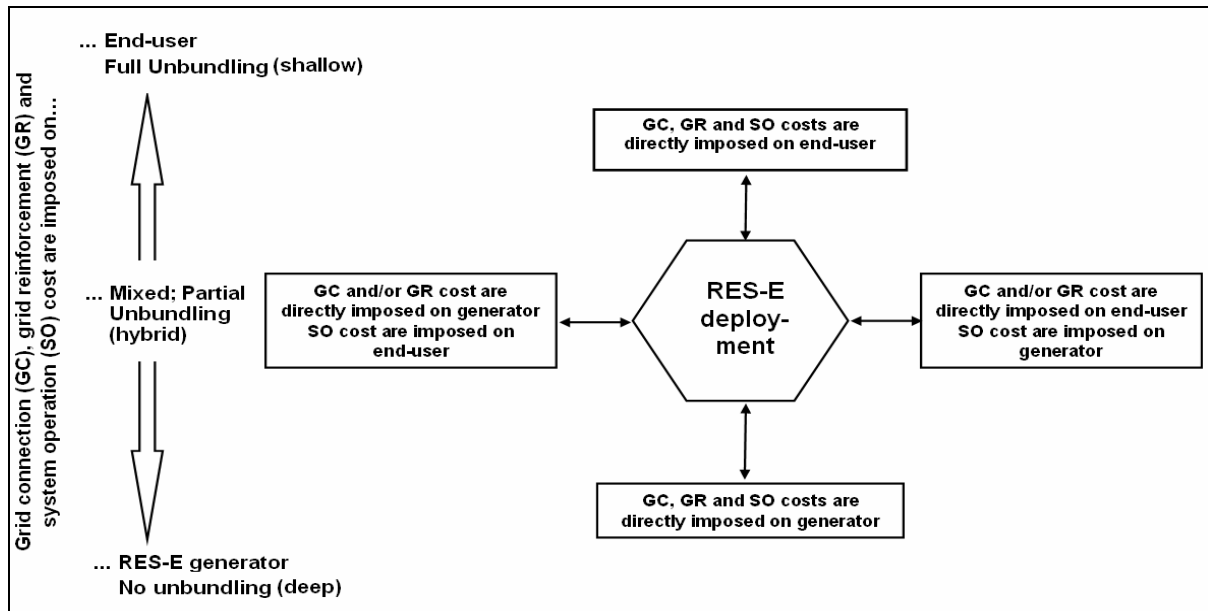 Grid connection (GC), grid reinforcement (GR) and
system operation (SO) cost are imposed on...
... End-user
Full Unbundling (shallow)
... Mixed; Partial
Unbundling
(hybrid)
... RES-E generator
No unbundling (deep)
GC, GR and SO costs are
directly imposed on end-user
GC and/or GR cost are
directly imposed on generator
SO cost are imposed on
end-user
RES-E
deploy-
ment
GC and/or GR cost are
directly imposed on end-user
SO cost are imposed on
generator
GC, GR and SO costs are
directly imposed on generator